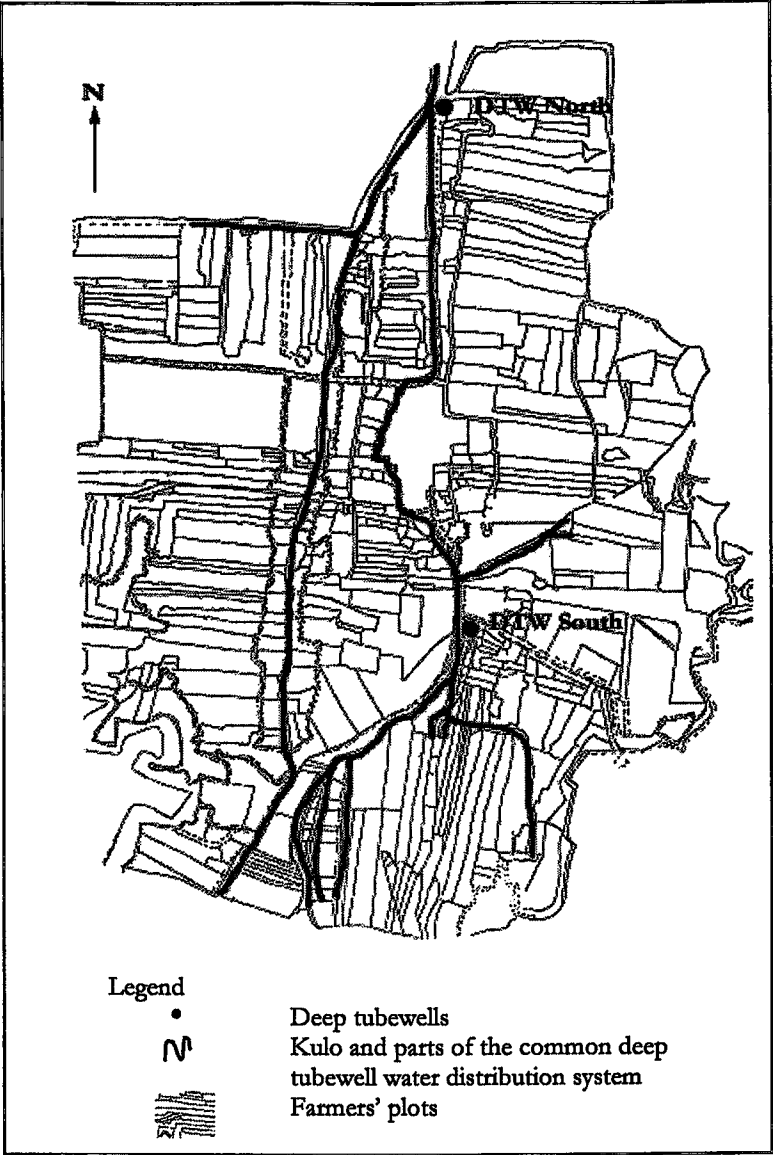 N
DTW North
DTW South
Legend
Deep tubewells
Kulo and parts of the common deep
tubewell water distribution system
Farmers' plots